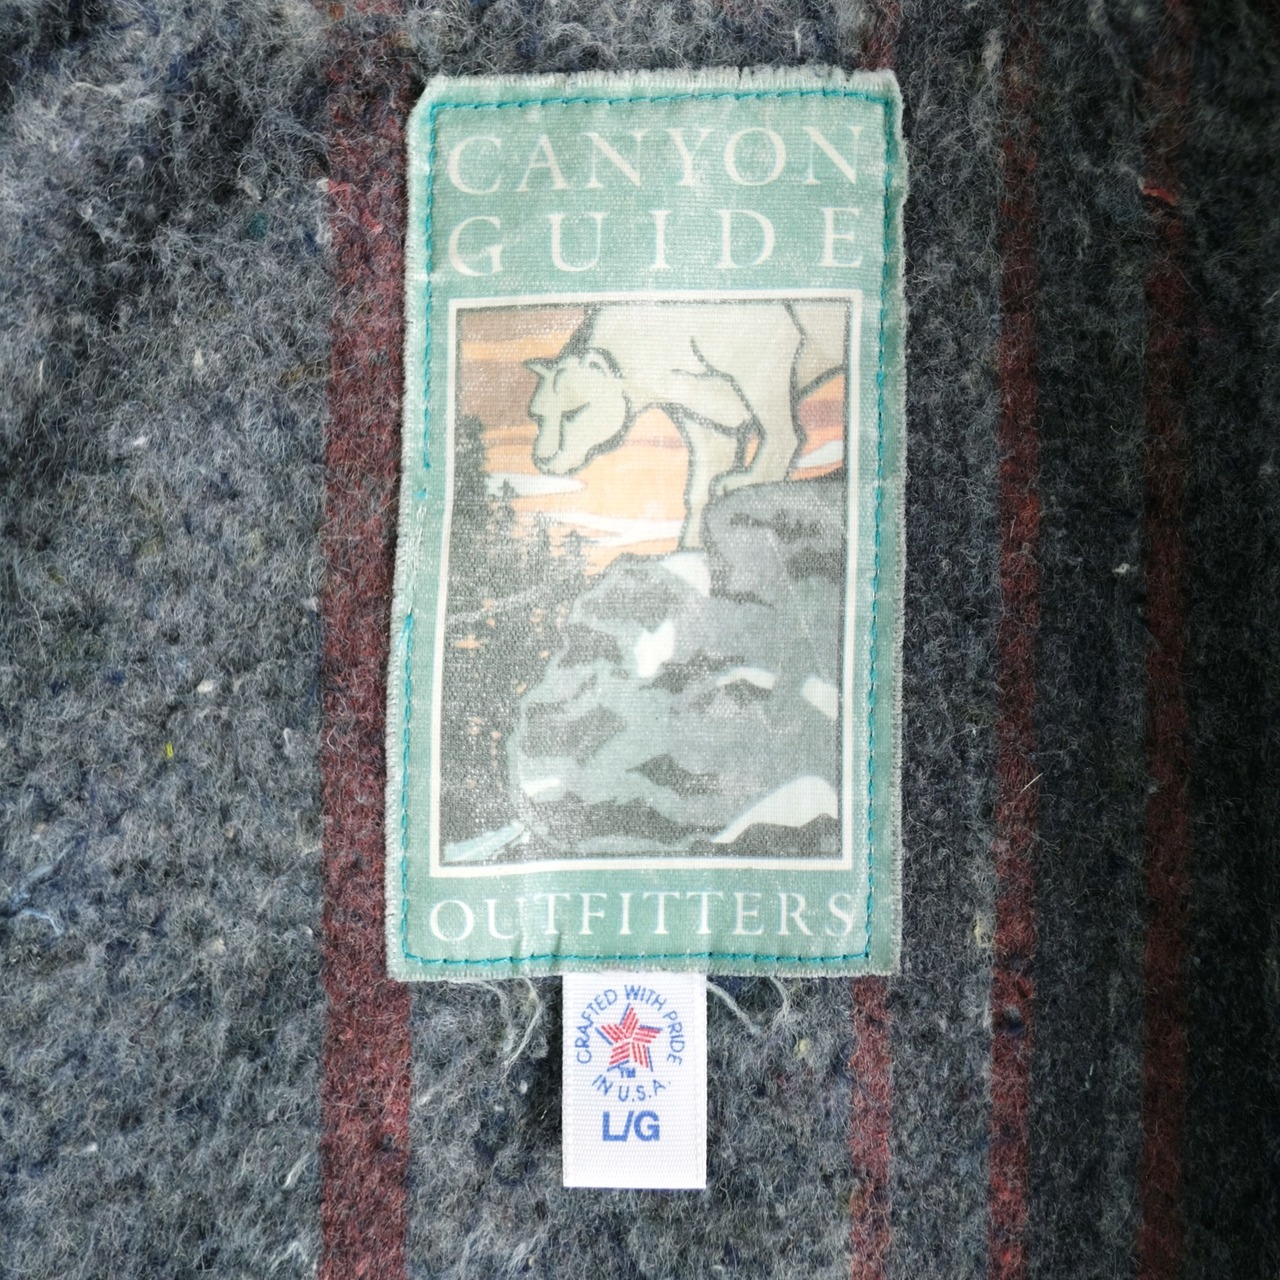 CANYON
GUIDE
OUTFITTERS
CRAFTED WITH PRIDE
TM
IN U.S.A.
L/G